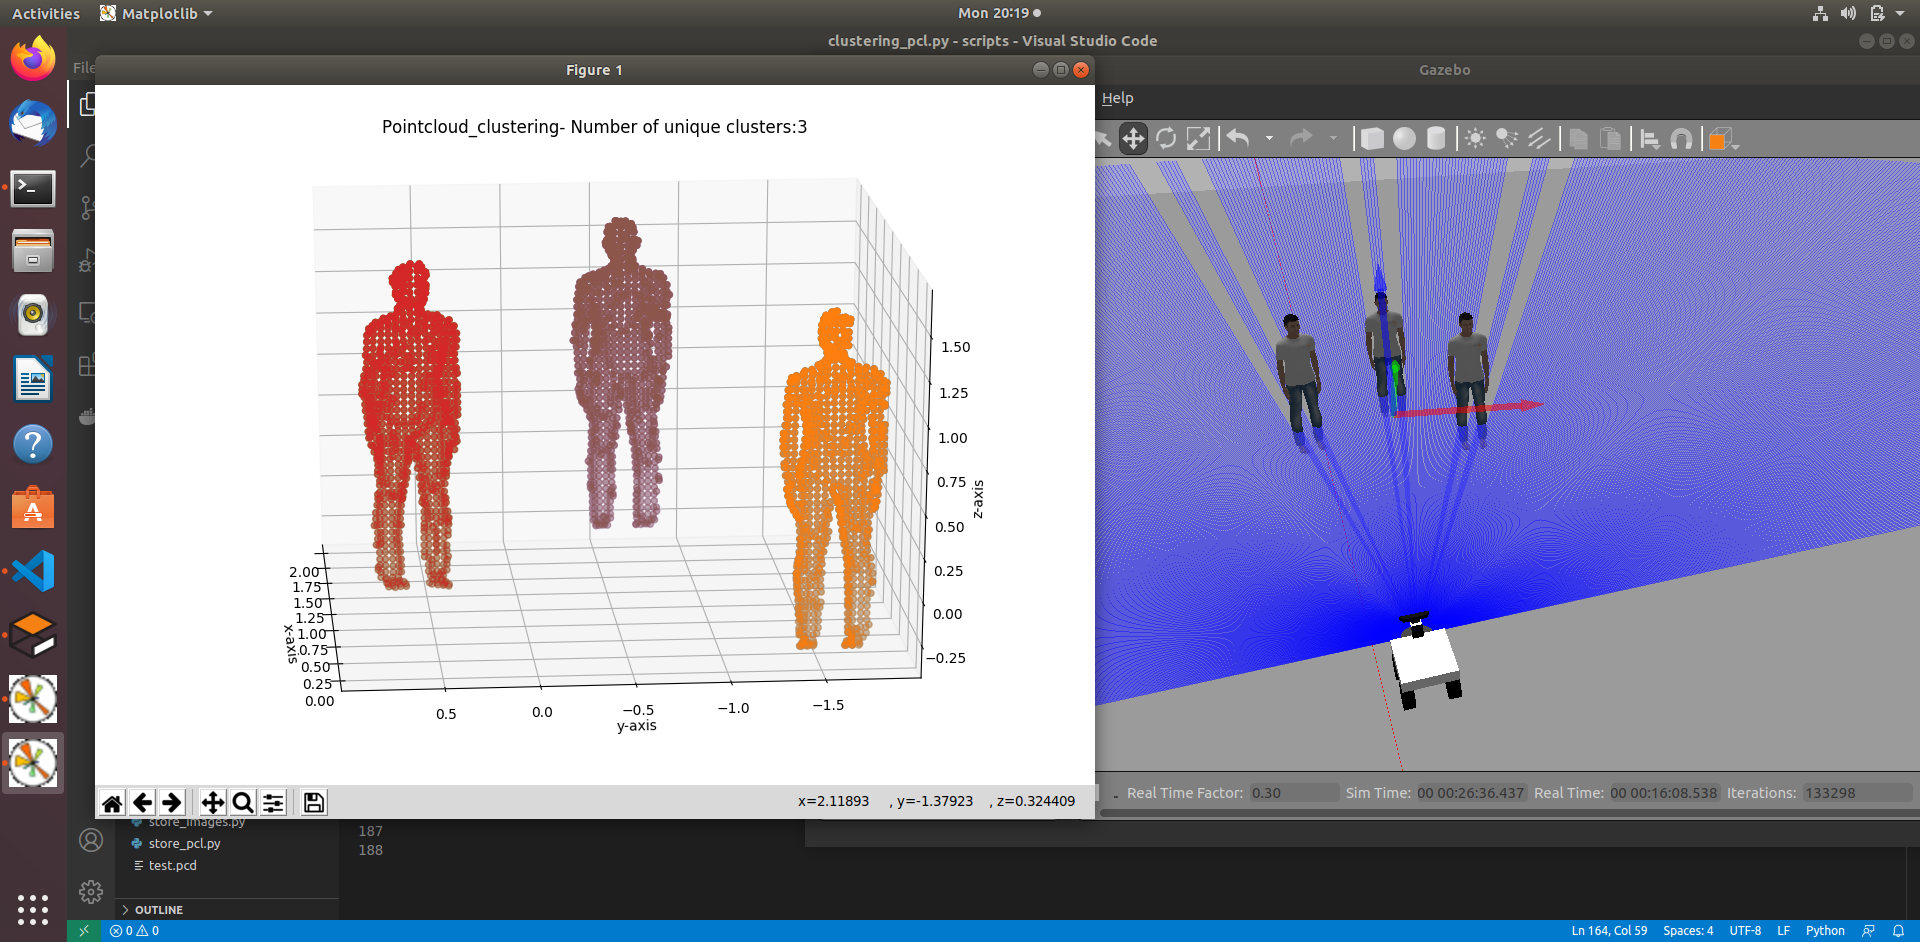 Activities
Matplotlib
Mon 20:19
clustering_pcl.py - scripts - Visual Studio Code
File
Figure 1
Gazebo
Help
Pointcloud_clustering- Number of unique clusters:3
1.50
1.25
1.00
0.75
0.50
0.25
0.00
−0.25
z-axis
2.00
1.75
1.50
1.25
1.00
0.75
0.50
0.25
0.00
x-axis
0.5
0.0
−0.5
−1.0
−1.5
y-axis
x=2.11893 , y=-1.37923 , z=0.324409
Real Time Factor: 0.30 Sim Time: 00 00:26:36.437 Real Time: 00 00:16:08.538 Iterations: 133298
store_images.py
187
store_pcl.py
188
test.pcd
OUTLINE
0 0
Ln 164, Col 59 Spaces: 4 UTF-8 LF Python